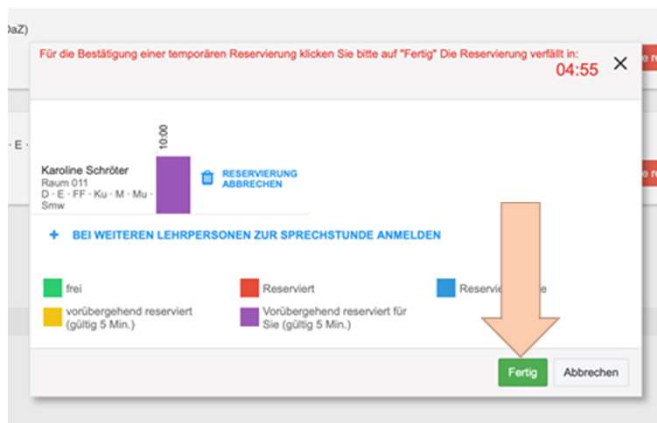 DaZ)
Für die Bestätigung einer temporären Reservierung klicken Sie bitte auf "Fertig" Die Reservierung verfällt in:
04:55
10:00
· E ·
Karoline Schröter
Raum 011
D · E · FF · Ku · M · Mu ·
Smw
RESERVIERUNG
ABBRECHEN
+ BEI WEITEREN LEHRPERSONEN ZUR SPRECHSTUNDE ANMELDEN
frei
Reserviert
vorübergehend reserviert
(gültig 5 Min.)
Vorübergehend reserviert für
Sie (gültig 5 Min.)
Fertig
Abbrechen